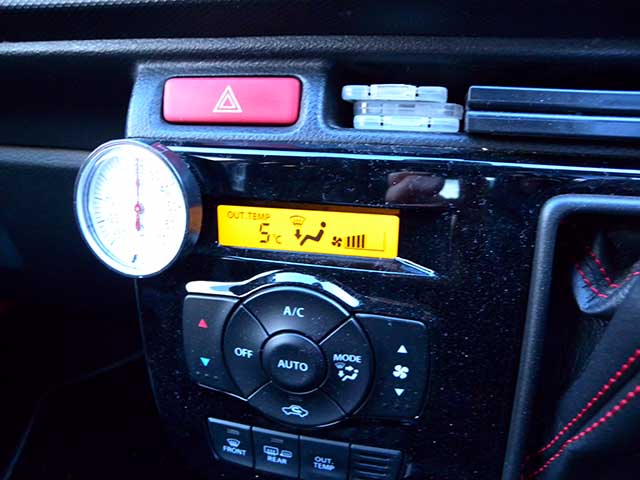 OUT.TEMP
5℃
A/C
OFF
AUTO
MODE
FRONT
REAR
OUT.
TEMP